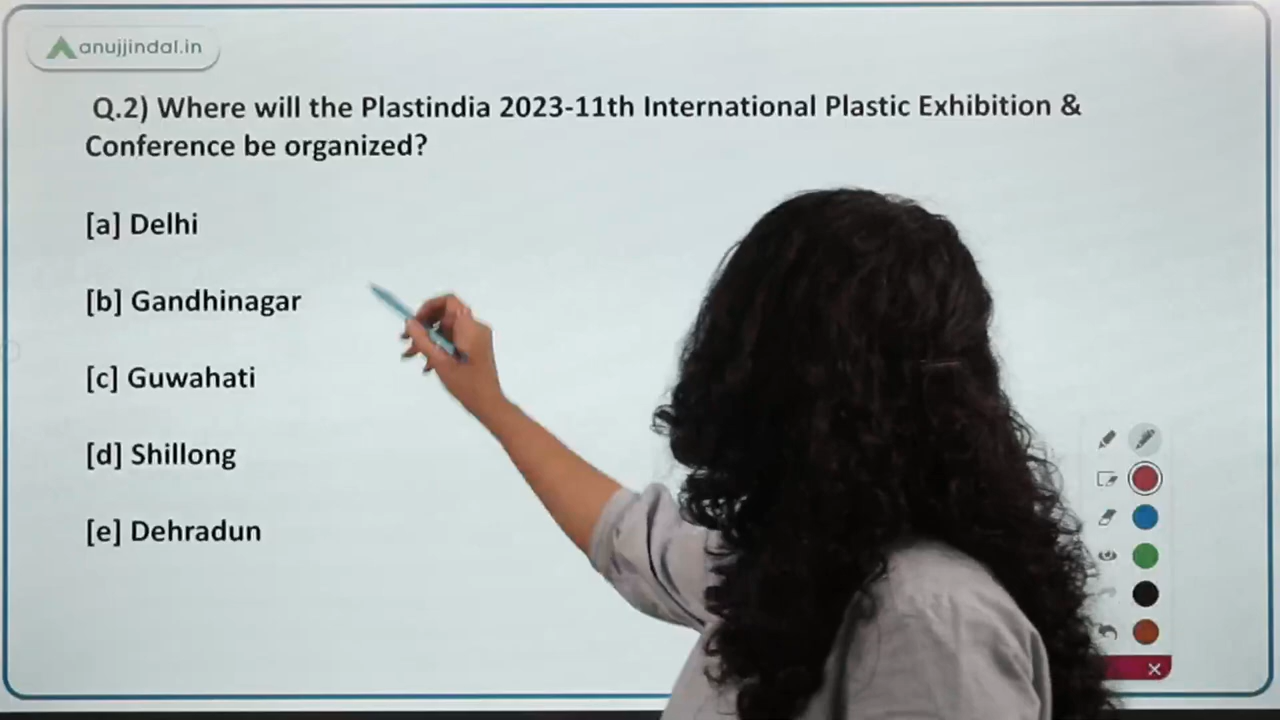 anujjindal.in
Q.2) Where will the Plastindia 2023-11th International Plastic Exhibition &
Conference be organized?
[a] Delhi
[b] Gandhinagar
[c] Guwahati
[d] Shillong
[e] Dehradun